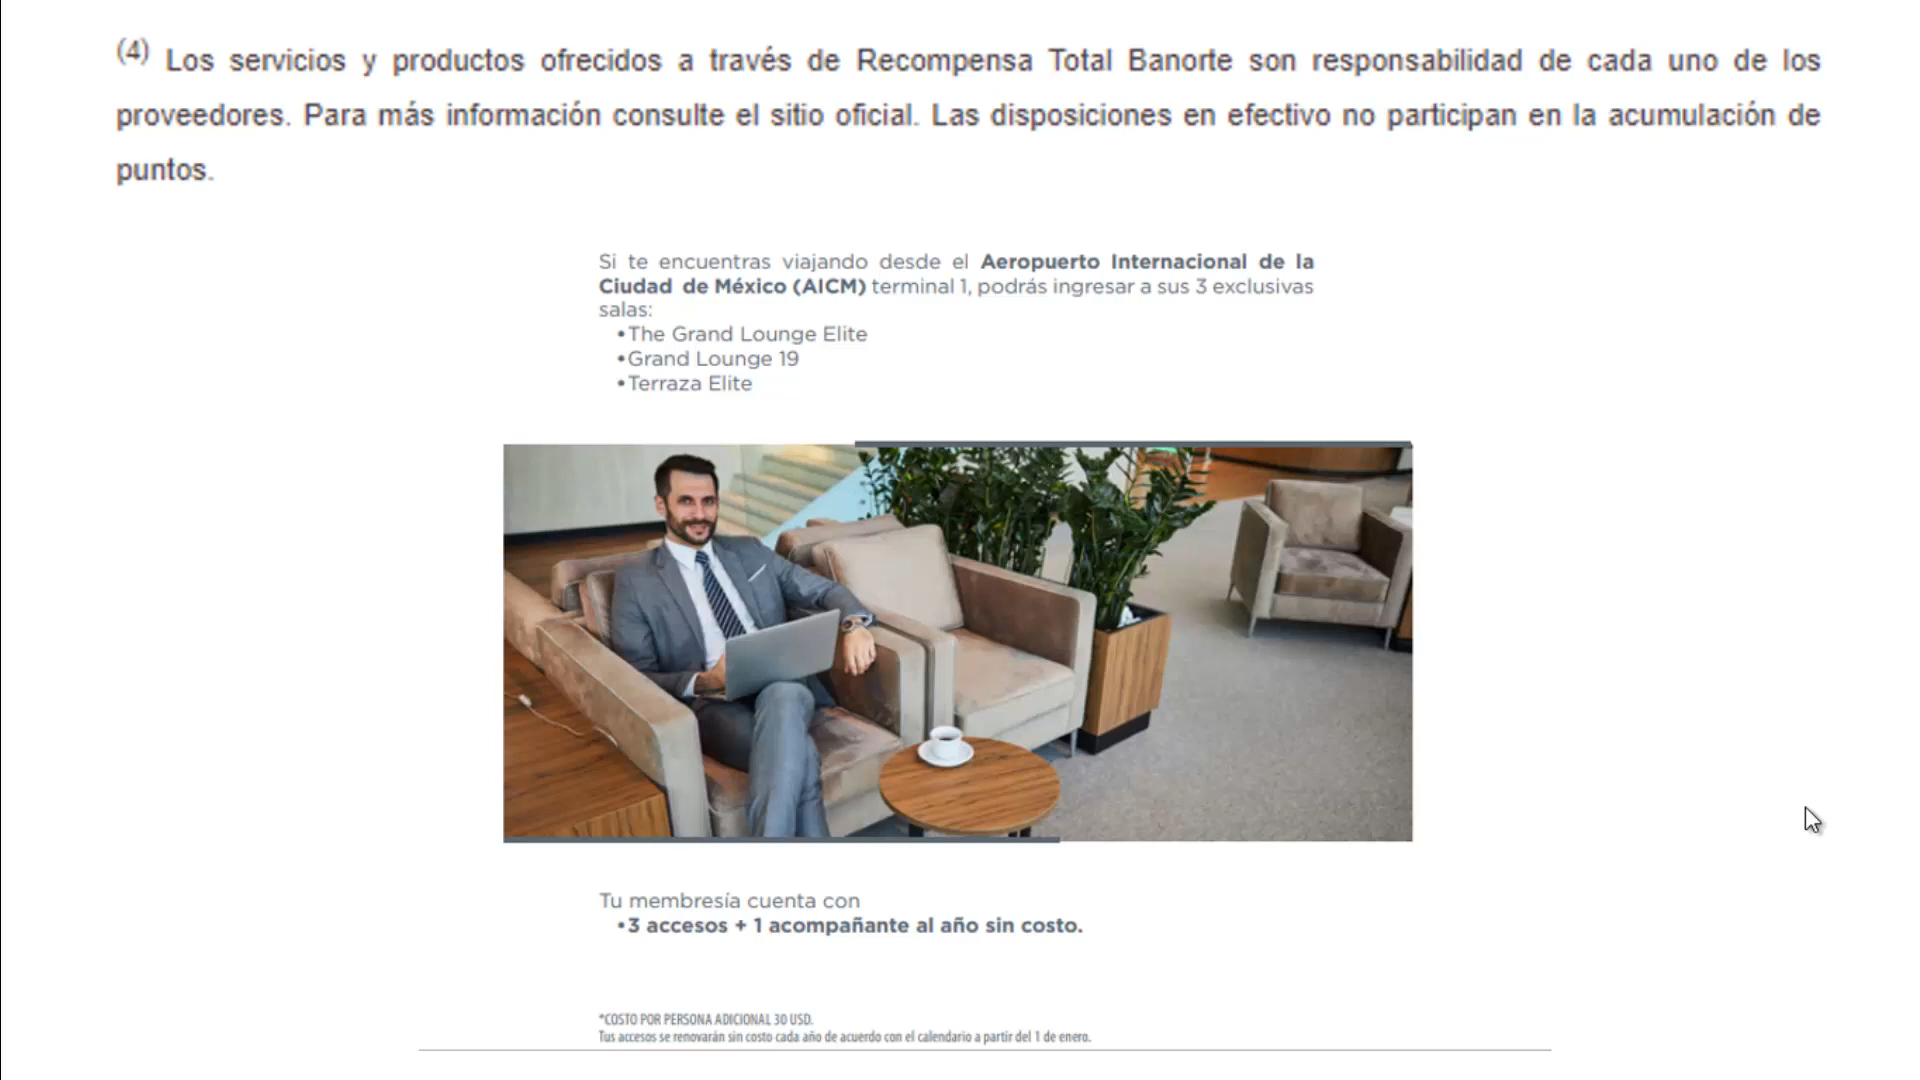 (4) Los servicios y productos ofrecidos a través de Recompensa Total Banorte son responsabilidad de cada uno de los
proveedores. Para más información consulte el sitio oficial. Las disposiciones en efectivo no participan en la acumulación de
puntos.
Si te encuentras viajando desde el Aeropuerto Internacional de la
Ciudad de México (AICM) terminal 1, podrás ingresar a sus 3 exclusivas
salas:
•The Grand Lounge Elite
•Grand Lounge 19
•Terraza Elite
Tu membresía cuenta con
•3 accesos + 1 acompañante al año sin costo.
*COSTO POR PERSONA ADICIONAL 30 USD.
Tus accesos se renovarán sin costo cada año de acuerdo con el calendario a partir del 1 de enero.